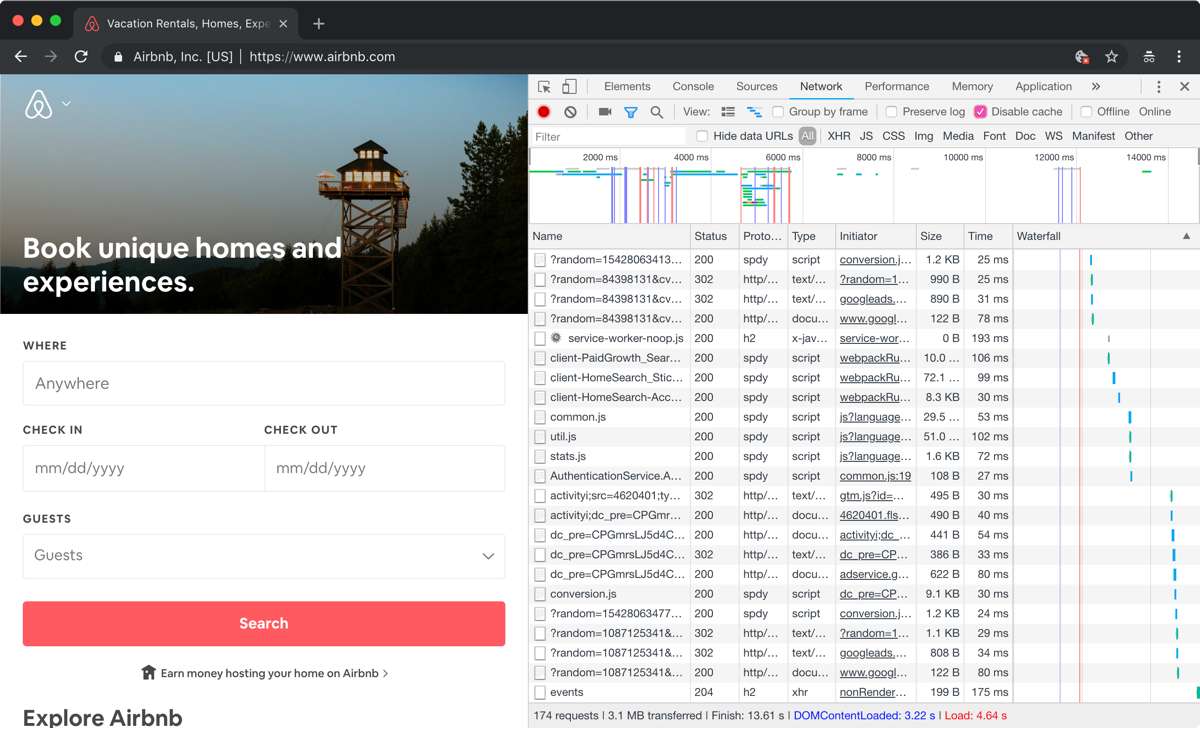 Vacation Rentals, Homes, Expe
Airbnb, Inc. [US] | https://www.airbnb.com
Book unique homes and
experiences.
WHERE
Anywhere
CHECK IN CHECK OUT
mm/dd/yyyy mm/dd/yyyy
GUESTS
Guests
Search
Earn money hosting your home on Airbnb
Explore Airbnb
Elements Console Sources Network Performance Memory Application
View: Group by frame Preserve log Disable cache Offline Online
Filter Hide data URLs All XHR JS CSS Img Media Font Doc WS Manifest Other
2000 ms 4000 ms 6000 ms 8000 ms 10000 ms 12000 ms 14000 ms
Name Status Proto... Type Initiator Size Time Waterfall
?random=15428063413... 200 spdy script conversion.j... 1.2 KB 25 ms
?random=84398131&cv... 302 http/... text/... ?random=1... 990 B 25 ms
?random=84398131&cv... 302 http/... text/... googleads.... 890 B 31 ms
?random=84398131&cv... 200 http/... docu... www.googl... 122 B 78 ms
service-worker-noop.js 200 h2 x-jav... service-wor... 0 B 193 ms
client-PaidGrowth_Sear... 200 spdy script webpackRu... 10.0 ... 106 ms
client-HomeSearch_Stic... 200 spdy script webpackRu... 72.1 ... 99 ms
client-HomeSearch-Acc... 200 spdy script webpackRu... 8.3 KB 30 ms
common.js 200 spdy script js?language... 29.5 ... 53 ms
util.js 200 spdy script js?language... 51.0 ... 102 ms
stats.js 200 spdy script js?language... 1.6 KB 72 ms
AuthenticationService.A... 200 spdy script common.js:19 108 B 27 ms
activityi;src=4620401;ty... 302 http/... text/... gtm.js?id=... 495 B 30 ms
activityi;dc_pre=CPGmr... 200 http/... docu... 4620401.fls... 490 B 40 ms
dc_pre=CPGmrsLJ5d4C... 200 http/... docu... activityi;dc_... 441 B 54 ms
dc_pre=CPGmrsLJ5d4C... 302 http/... text/... dc_pre=CP... 386 B 33 ms
dc_pre=CPGmrsLJ5d4C... 200 http/... docu... adservice.g... 622 B 80 ms
conversion.js 200 spdy script dc_pre=CP... 9.1 KB 30 ms
?random=15428063477... 200 spdy script conversion.j... 1.2 KB 24 ms
?random=1087125341&... 302 http/... text/... ?random=1... 1.1 KB 29 ms
?random=1087125341&... 302 http/... text/... googleads.... 808 B 34 ms
?random=1087125341&... 200 http/... docu... www.googl... 122 B 80 ms
events 204 h2 xhr nonRender... 199 B 175 ms
174 requests | 3.1 MB transferred | Finish: 13.61 s | DOMContentLoaded: 3.22 s | Load: 4.64 s